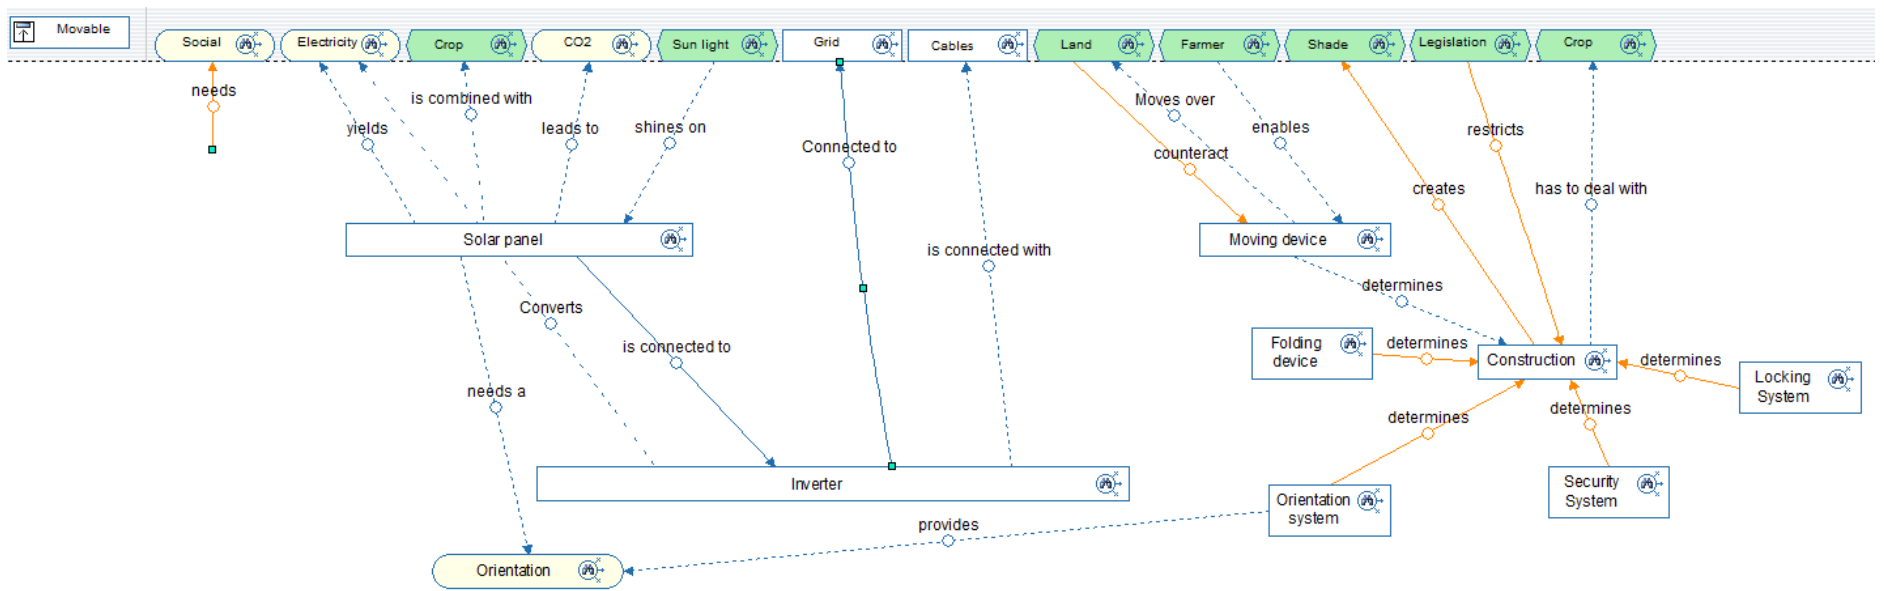 Movable
Social
Electricity
Crop
CO2
Sun light
Grid
Cables
Land
Farmer
Shade
Legislation
Crop
needs
is combined with
yields
leads to
shines on
Connected to
Moves over
counteract
enables
restricts
creates
has to deal with
Solar panel
is connected with
Moving device
determines
Converts
is connected to
Folding
device
determines
Construction
determines
Locking
System
needs a
determines
determines
Inverter
Orientation
system
Security
System
provides
Orientation